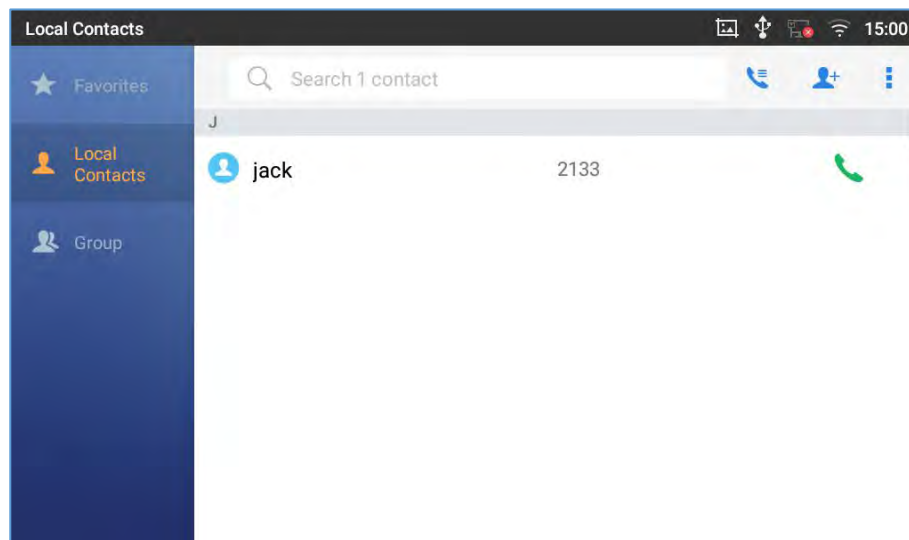 Local Contacts
15:00
Favorites
Search 1 contact
J
Local
Contacts
jack
2133
Group